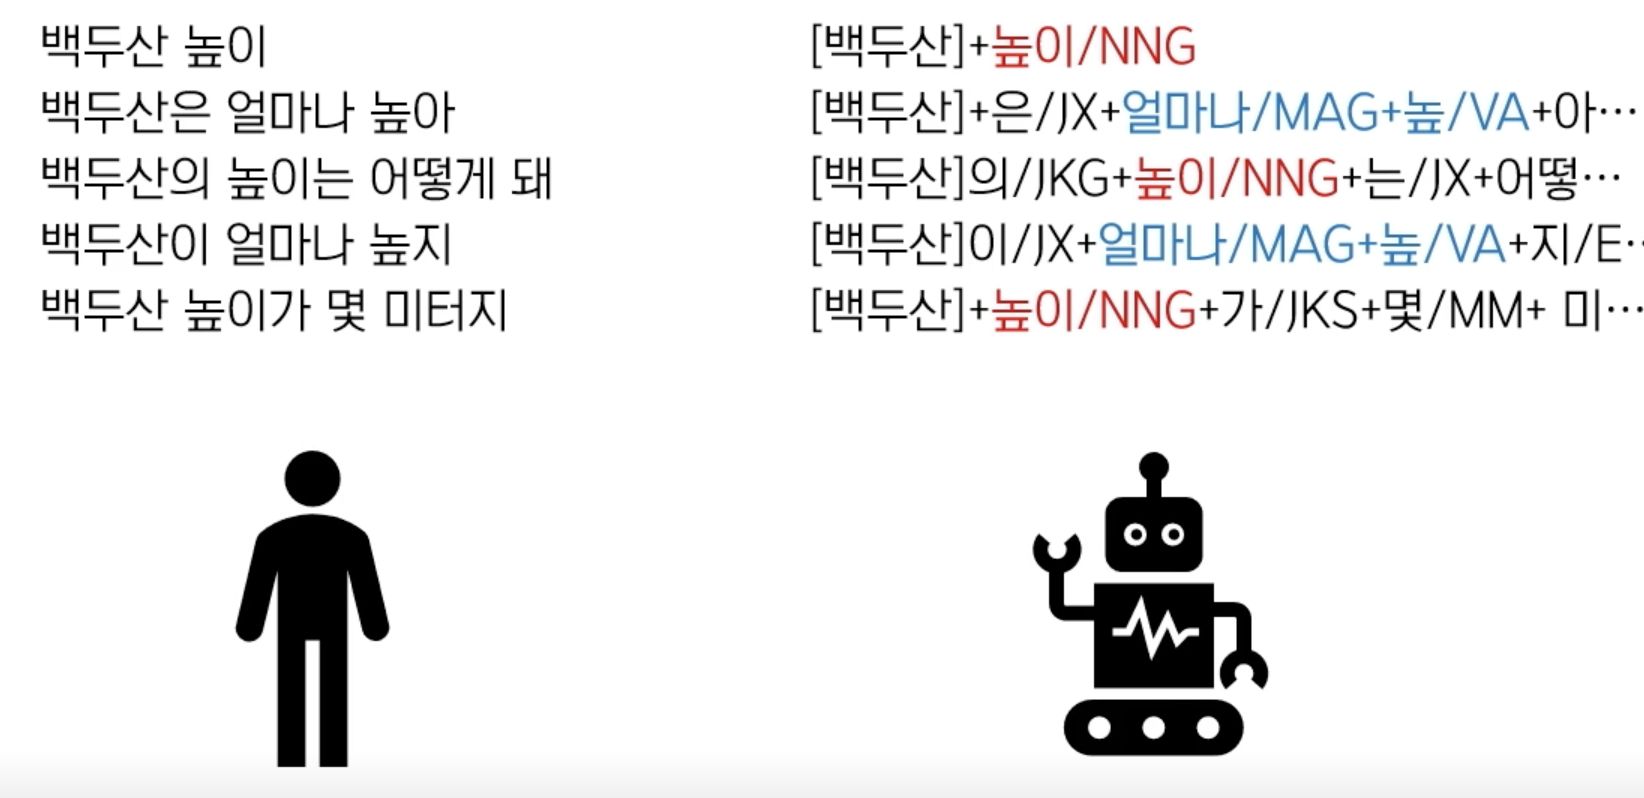 백두산 높이
백두산은 얼마나 높아
백두산의 높이는 어떻게 돼
백두산이 얼마나 높지
백두산 높이가 몇 미터지
[백두산]+높이/NNG
[백두산]+은/JX+얼마나/MAG+높/VA+아…
[백두산]의/JKG+높이/NNG+는/JX+어떻…
[백두산]이/JX+얼마나/MAG+높/VA+지/E…
[백두산]+높이/NNG+가/JKS+몇/MM+ 미…